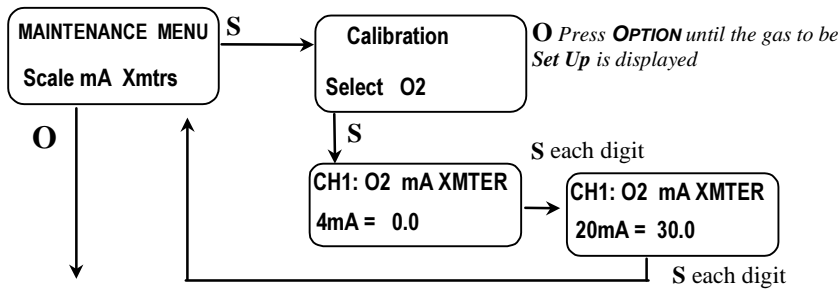 MAINTENANCE MENU
Scale mA Xmtrs
S
Calibration
Select O2
O Press OPTION until the gas to be
Set Up is displayed
O
S
CH1: O2 mA XMTER
4mA = 0.0
S each digit
CH1: O2 mA XMTER
20mA = 30.0
S each digit